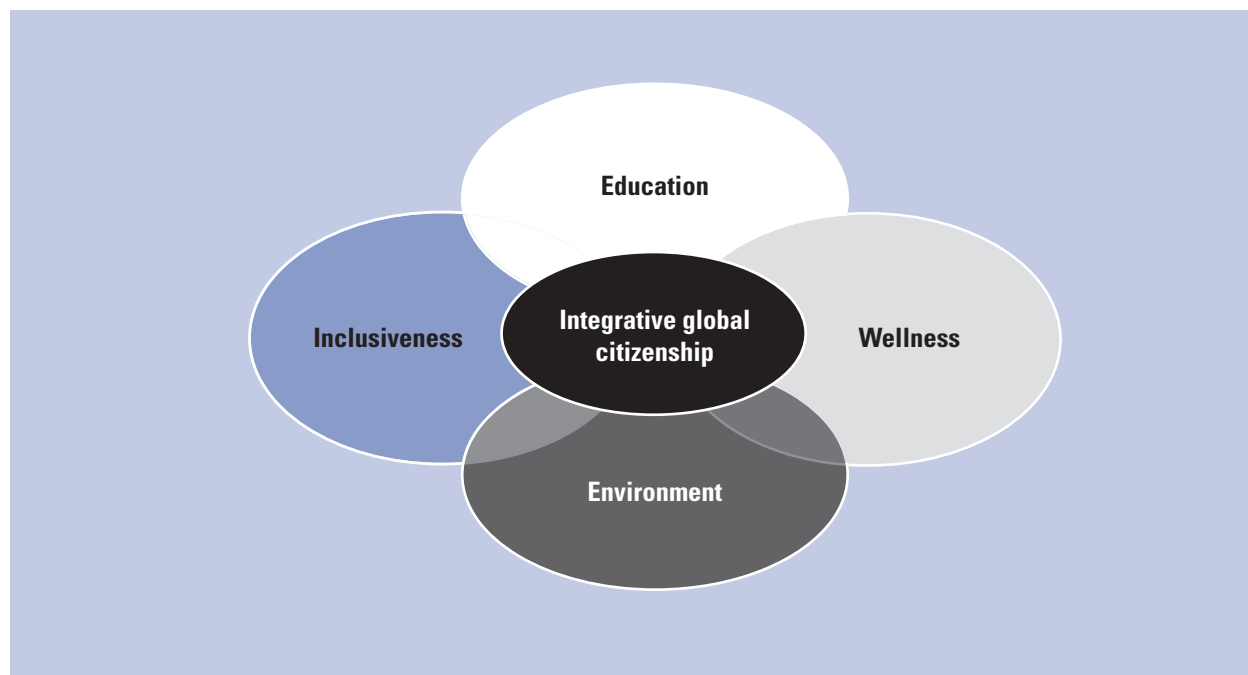 Education
Inclusiveness
Integrative global
citizenship
Wellness
Environment